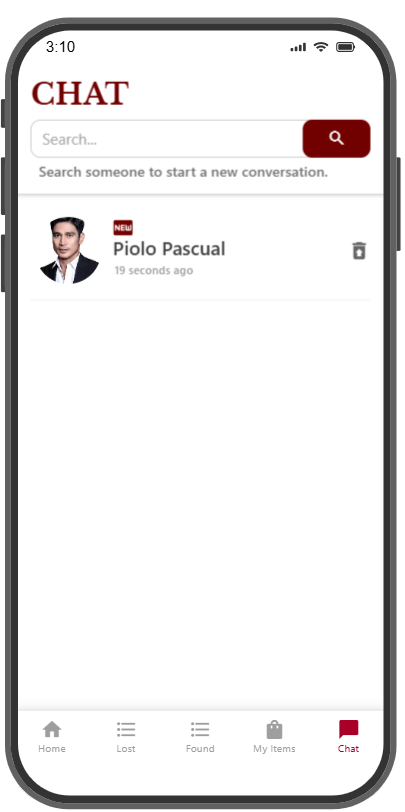 3:10
CHAT
Search...
Search someone to start a new conversation.
NEW
Piolo Pascual
19 seconds ago
Home Lost Found My Items Chat